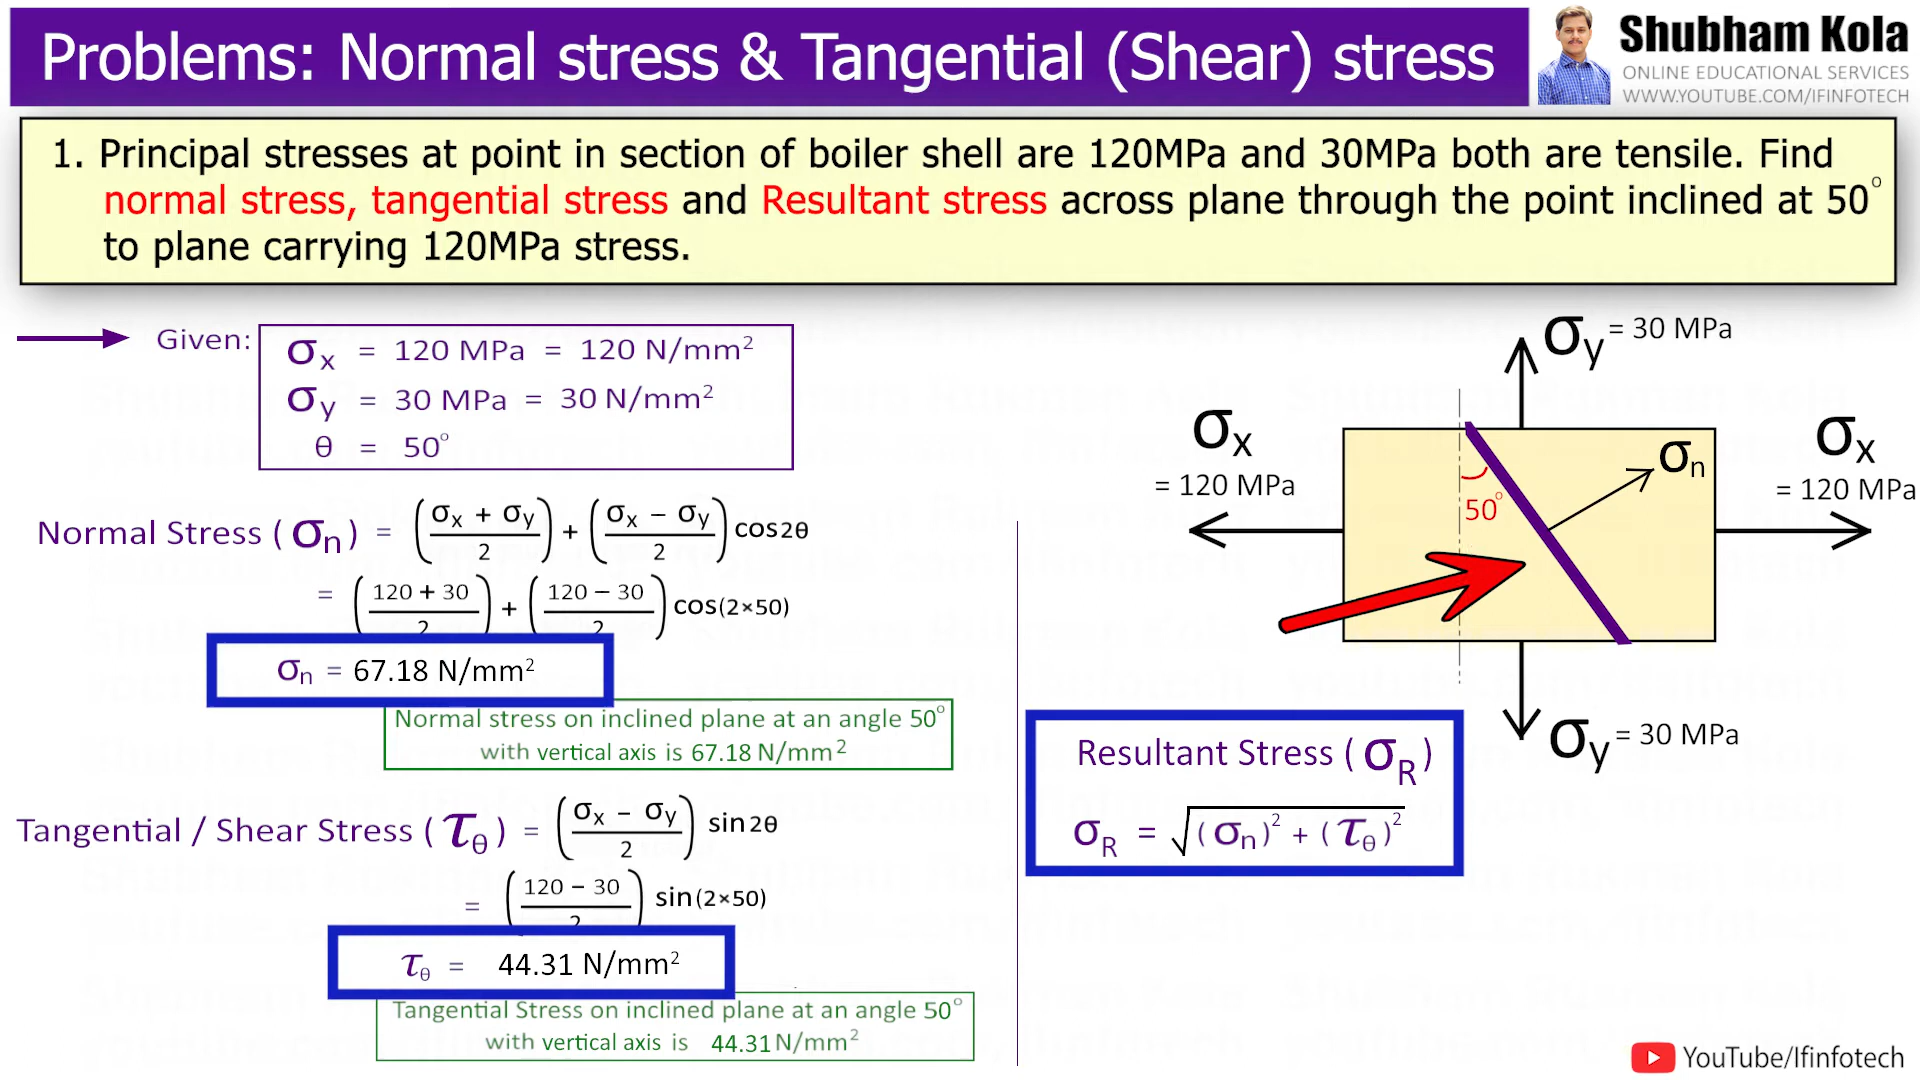 Problems: Normal stress & Tangential (Shear) stress
Shubham Kola
ONLINE EDUCATIONAL SERVICES
WWW.YOUTUBE.COM/IFINFOTECH
1. Principal stresses at point in section of boiler shell are 120MPa and 30MPa both are tensile. Find
normal stress, tangential stress and Resultant stress across plane through the point inclined at 50°
to plane carrying 120MPa stress.
Given:
σx = 120 MPa = 120 N/mm²
σy = 30 MPa = 30 N/mm²
θ = 50°
Normal Stress (σn) = ((σx + σy)/2) + ((σx − σy)/2) cos2θ
= ((120 + 30)/2) + ((120 − 30)/2) cos(2×50)
σn = 67.18 N/mm²
Normal stress on inclined plane at an angle 50°
with vertical axis is 67.18 N/mm²
Tangential / Shear Stress (τθ) = ((σx − σy)/2) sin2θ
= ((120 − 30)/2) sin(2×50)
τθ = 44.31 N/mm²
Tangential Stress on inclined plane at an angle 50°
with vertical axis is 44.31 N/mm²
σy = 30 MPa
σx
= 120 MPa
σn
50°
σx
= 120 MPa
σy = 30 MPa
Resultant Stress (σR)
σR = √(σn)² + (τθ)²
YouTube/Ifinfotech